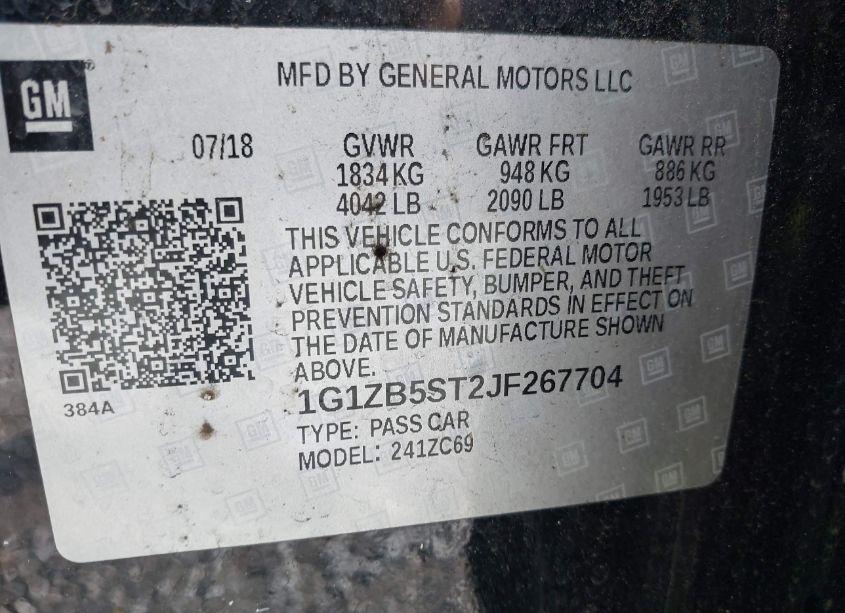 MFD BY GENERAL MOTORS LLC
GM®
07/18 GVWR GAWR FRT GAWR RR
1834 KG 948 KG 886 KG
4042 LB 2090 LB 1953 LB
THIS VEHICLE CONFORMS TO ALL
APPLICABLE U.S. FEDERAL MOTOR
VEHICLE SAFETY, BUMPER, AND THEFT
PREVENTION STANDARDS IN EFFECT ON
THE DATE OF MANUFACTURE SHOWN
ABOVE.
384A
1G1ZB5ST2JF267704
TYPE: PASS CAR
MODEL: 241ZC69